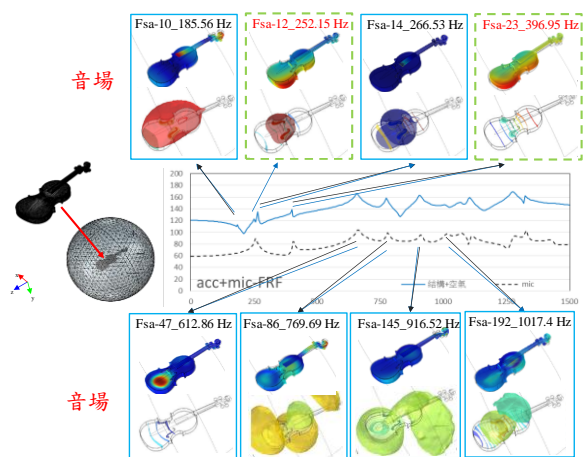 Fsa-10_185.56 Hz
Fsa-12_252.15 Hz
Fsa-14_266.53 Hz
Fsa-23_396.95 Hz
音場
200
180
160
140
120
100
80
60
40
20
0
acc+mic-FRF
結構+空氣
mic
0
250
500
750
1000
1250
1500
x
z
y
Fsa-47_612.86 Hz
Fsa-86_769.69 Hz
Fsa-145_916.52 Hz
Fsa-192_1017.4 Hz
音場